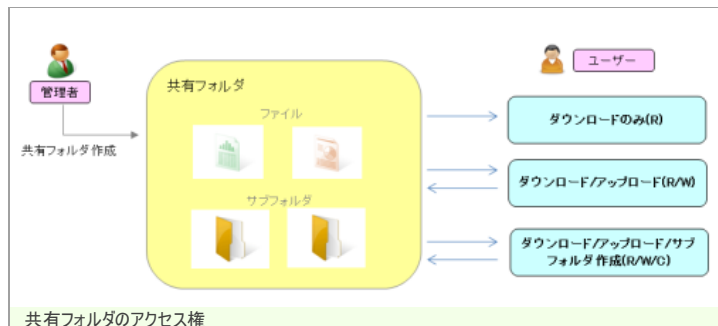 管理者
共有フォルダ作成
共有フォルダ
ファイル
サブフォルダ
ユーザー
ダウンロードのみ(R)
ダウンロード/アップロード(R/W)
ダウンロード/アップロード/サブ
フォルダ作成(R/W/C)
共有フォルダのアクセス権